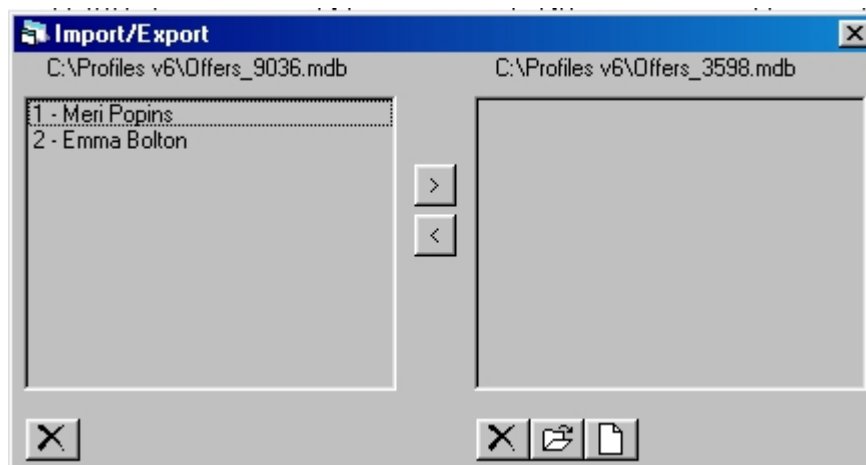 Import/Export
C:\Profiles v6\Offers_9036.mdb
C:\Profiles v6\Offers_3598.mdb
1 - Meri Popins
2 - Emma Bolton
>
<